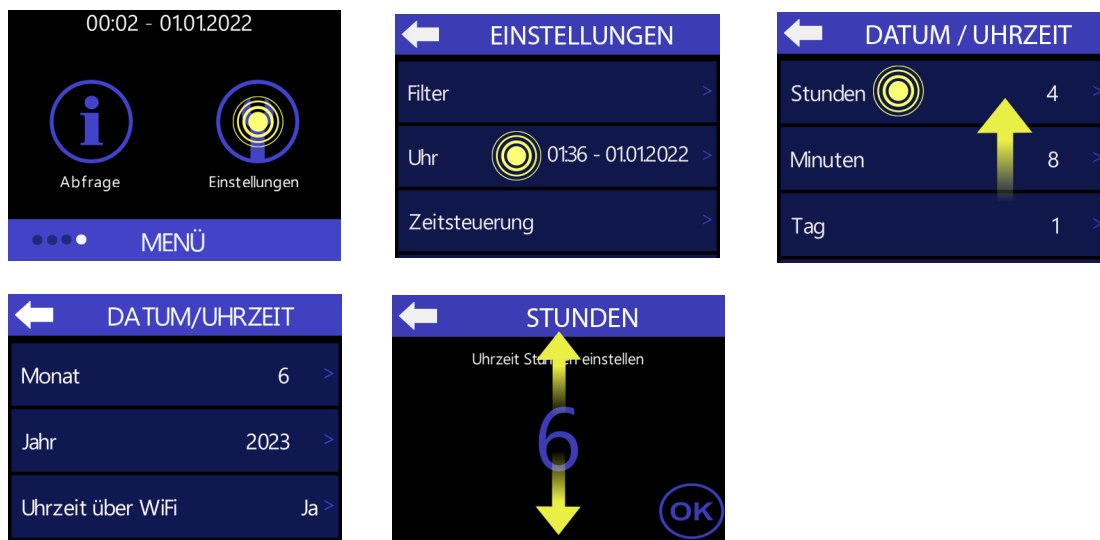 00:02 - 01.01.2022
Abfrage
Einstellungen
MENÜ
EINSTELLUNGEN
Filter >
Uhr 01:36 - 01.01.2022 >
Zeitsteuerung >
DATUM / UHRZEIT
Stunden 4 >
Minuten 8 >
Tag 1 >
DATUM/UHRZEIT
Monat 6 >
Jahr 2023 >
Uhrzeit über WiFi Ja >
STUNDEN
Uhrzeit Stunden einstellen
6
OK